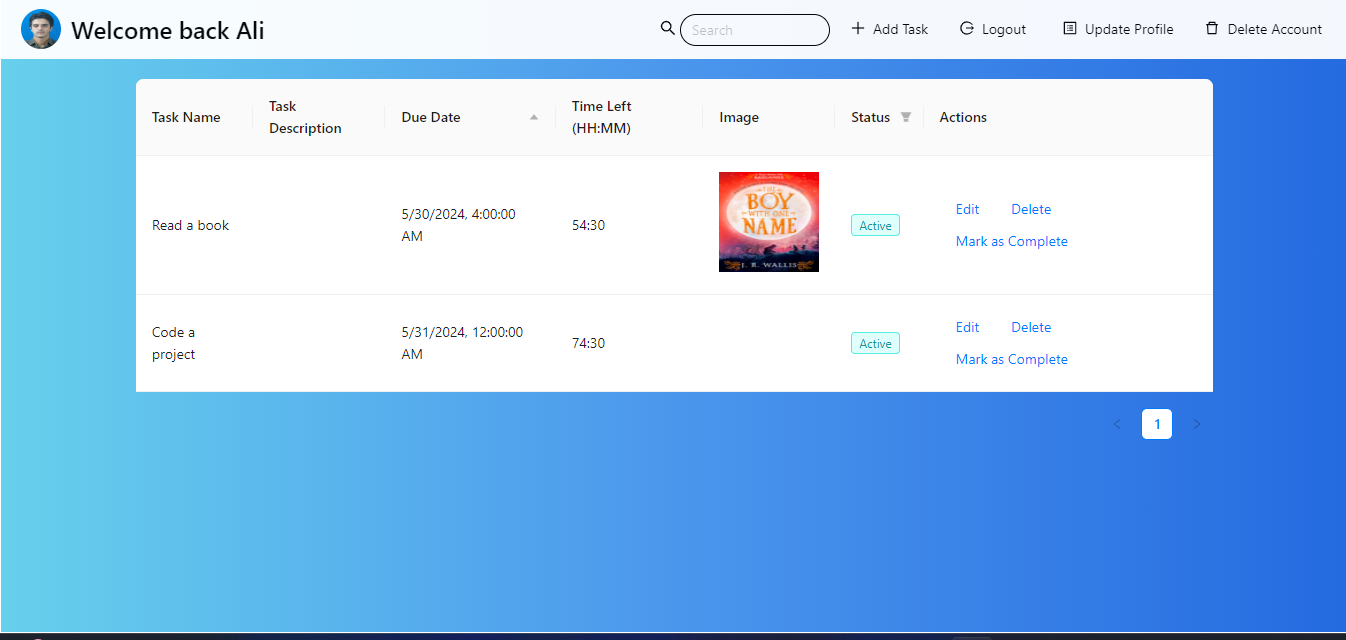 Welcome back Ali
Search
Add Task
Logout
Update Profile
Delete Account
Task Name
Task
Description
Due Date
Time Left
(HH:MM)
Image
Status
Actions
Read a book
5/30/2024, 4:00:00
AM
54:30
THE
BOY
WITH ONE
NAME
J. R. WALLIS
Active
Edit
Delete
Mark as Complete
Code a
project
5/31/2024, 12:00:00
AM
74:30
Active
Edit
Delete
Mark as Complete
<
1
>